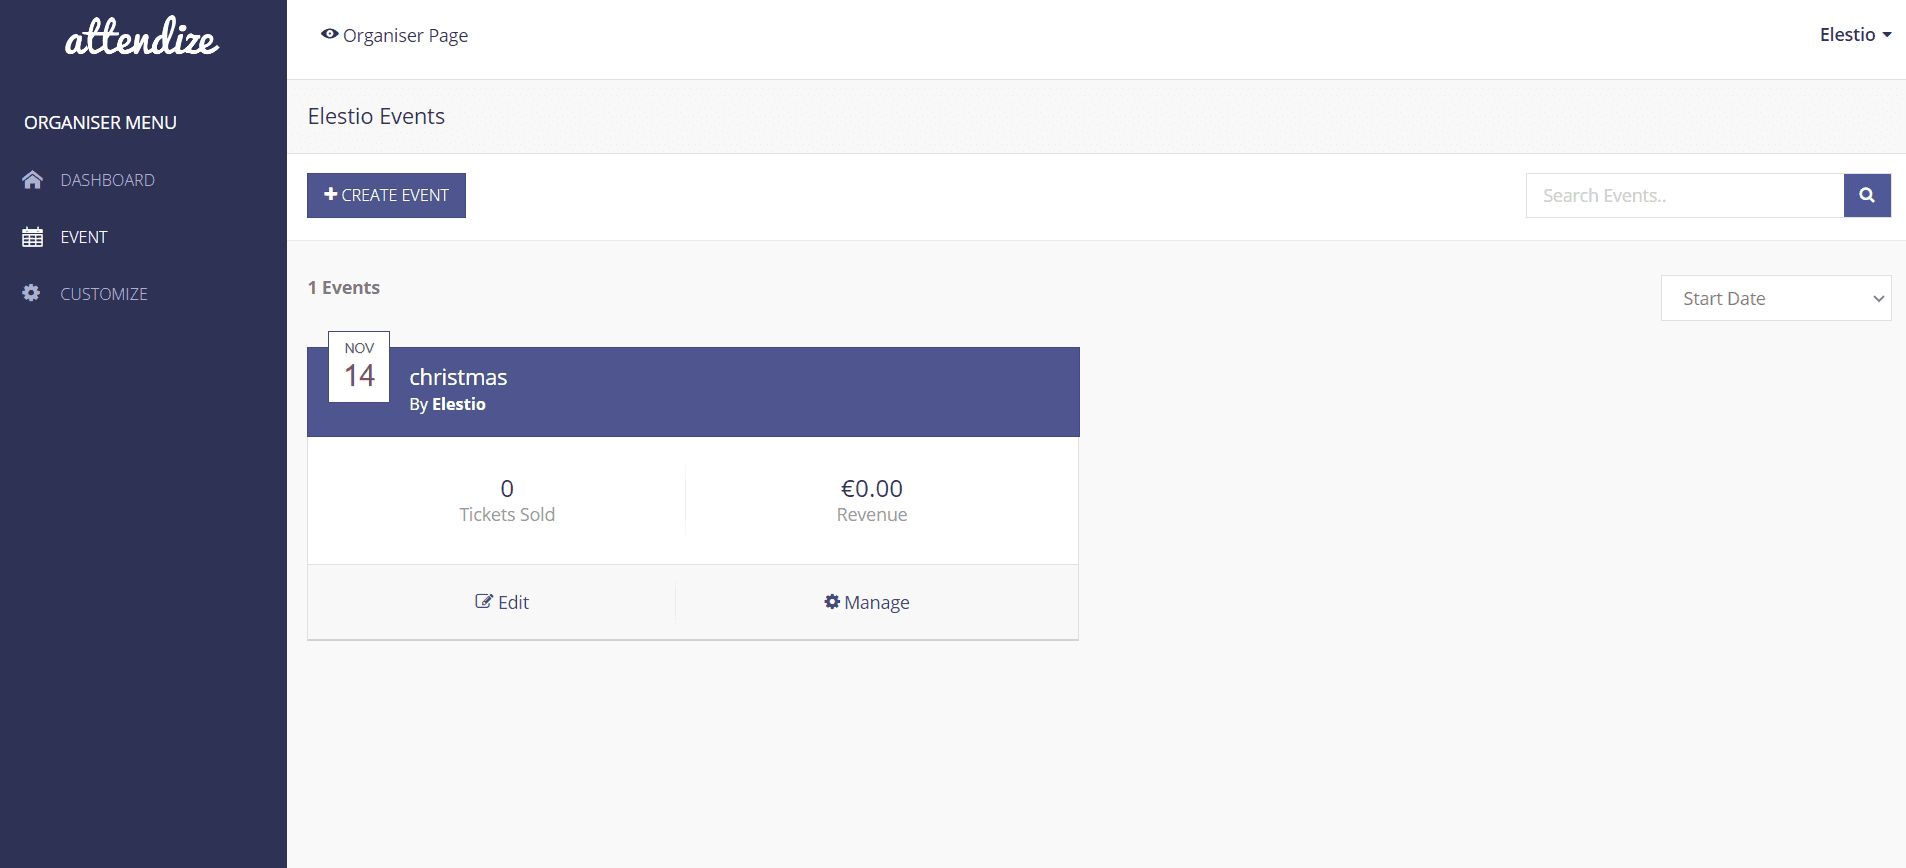 attendize
Organiser Page
Elestio
ORGANISER MENU
DASHBOARD
EVENT
CUSTOMIZE
Elestio Events
CREATE EVENT
Search Events..
1 Events
Start Date
NOV
14
christmas
By Elestio
0
Tickets Sold
€0.00
Revenue
Edit
Manage